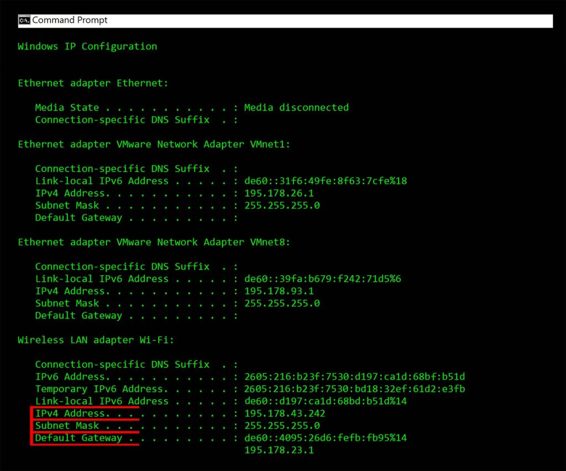 Command Prompt
Windows IP Configuration
Ethernet adapter Ethernet:
Media State . . . . . . . . . . . : Media disconnected
Connection-specific DNS Suffix . :
Ethernet adapter VMware Network Adapter VMnet1:
Connection-specific DNS Suffix . :
Link-local IPv6 Address . . . . . : de60::31f6:49fe:8f63:7cfe%18
IPv4 Address. . . . . . . . . . . : 195.178.26.1
Subnet Mask . . . . . . . . . . . : 255.255.255.0
Default Gateway . . . . . . . . . :
Ethernet adapter VMware Network Adapter VMnet8:
Connection-specific DNS Suffix . :
Link-local IPv6 Address . . . . . : de60::39fa:b679:f242:71d5%6
IPv4 Address. . . . . . . . . . . : 195.178.93.1
Subnet Mask . . . . . . . . . . . : 255.255.255.0
Default Gateway . . . . . . . . . :
Wireless LAN adapter Wi-Fi:
Connection-specific DNS Suffix . :
IPv6 Address. . . . . . . . . . . : 2605:216:b23f:7530:d197:ca1d:68bf:b51d
Temporary IPv6 Address. . . . . . : 2605:216:b23f:7530:bd18:32ef:61d2:e3fb
Link-local IPv6 Address . . . . . : de60::d197:ca1d:68bd:b51d%14
IPv4 Address. . . . . . . . . . . : 195.178.43.242
Subnet Mask . . . . . . . . . . . : 255.255.255.0
Default Gateway . . . . . . . . . : de60::4095:26d6:fefb:fb95%14
195.178.23.1